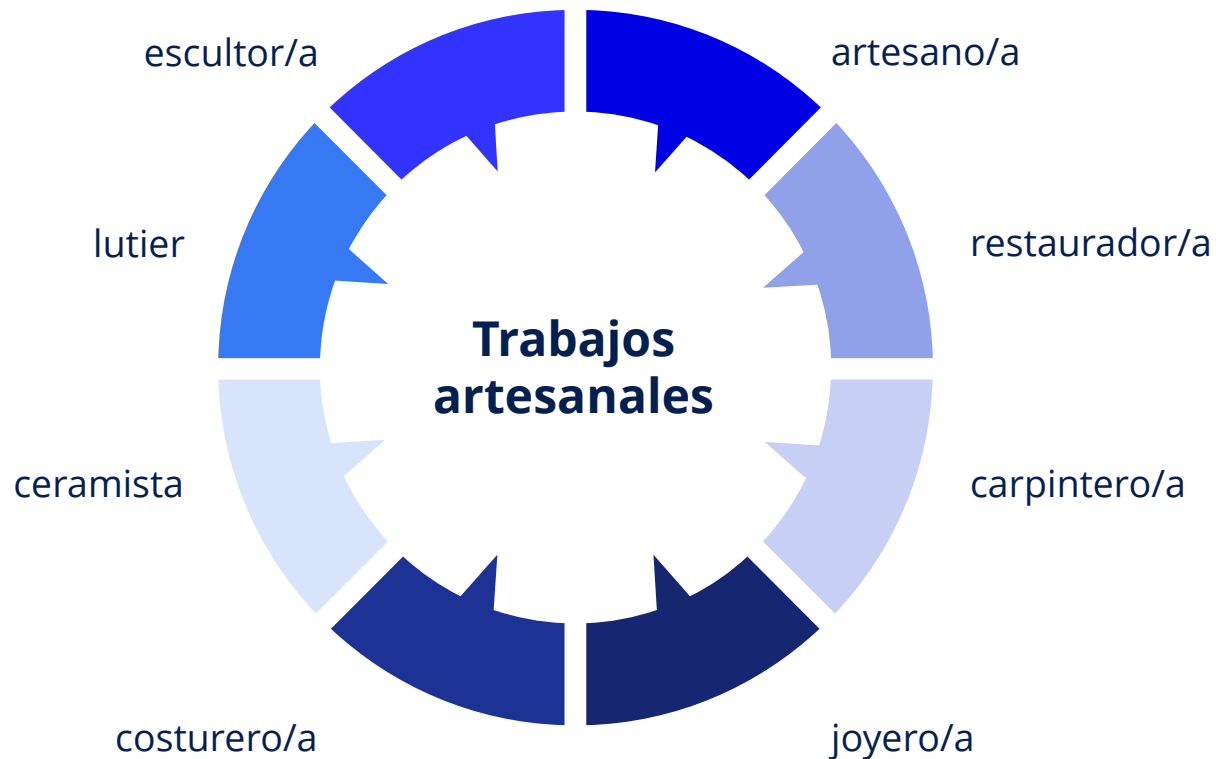 escultor/a
artesano/a
lutier
restaurador/a
Trabajos
artesanales
ceramista
carpintero/a
costurero/a
joyero/a